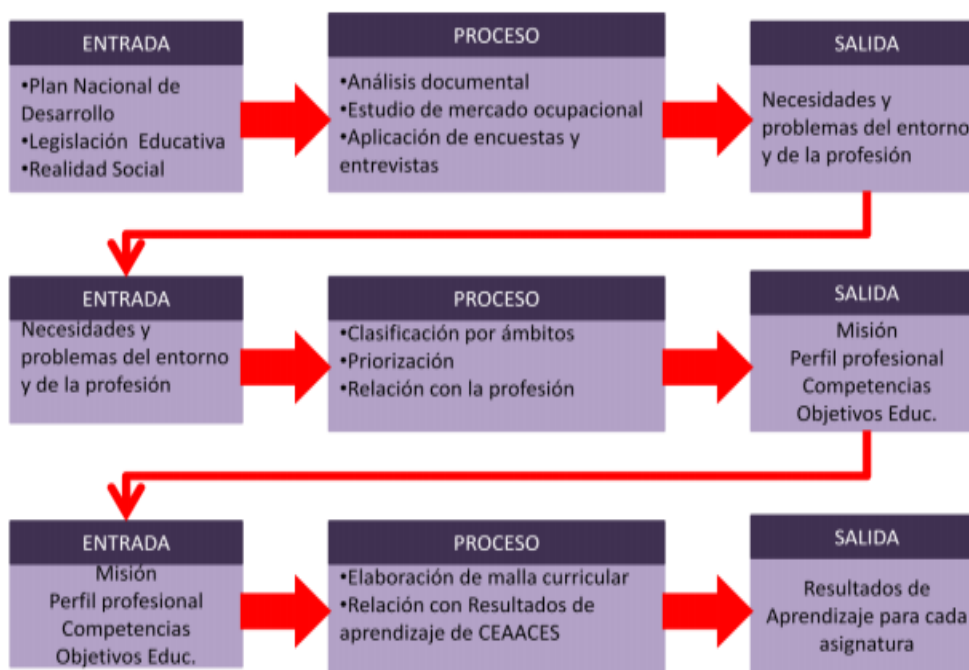 ENTRADA
•Plan Nacional de
Desarrollo
•Legislación Educativa
•Realidad Social
PROCESO
•Análisis documental
•Estudio de mercado ocupacional
•Aplicación de encuestas y
entrevistas
SALIDA
Necesidades y
problemas del entorno
y de la profesión
ENTRADA
Necesidades y
problemas del entorno
y de la profesión
PROCESO
•Clasificación por ámbitos
•Priorización
•Relación con la profesión
SALIDA
Misión
Perfil profesional
Competencias
Objetivos Educ.
ENTRADA
Misión
Perfil profesional
Competencias
Objetivos Educ.
PROCESO
•Elaboración de malla curricular
•Relación con Resultados de
aprendizaje de CEAACES
SALIDA
Resultados de
Aprendizaje para cada
asignatura